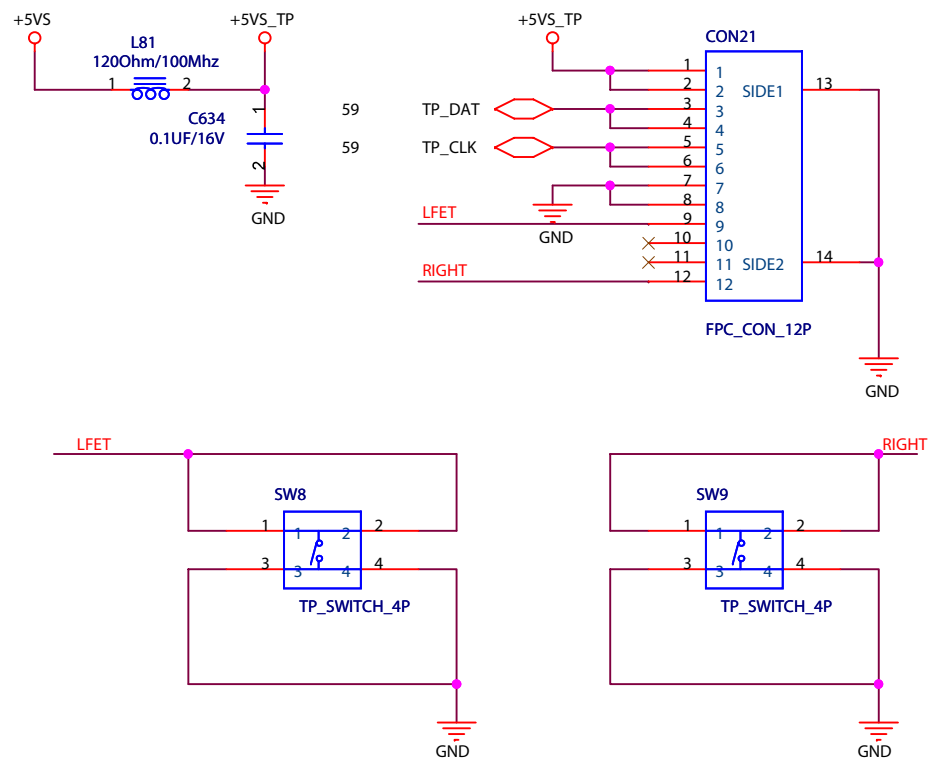 +5VS
+5VS_TP
L81
120Ohm/100Mhz
1
2
1
C634
0.1UF/16V
2
GND
+5VS_TP
CON21
1
1
2
2
SIDE1
13
59
TP_DAT
3
3
4
4
59
TP_CLK
5
5
6
6
7
7
8
8
GND
LFET
9
9
10
10
11
11
SIDE2
14
RIGHT
12
12
FPC_CON_12P
GND
LFET
SW8
1
1
2
2
3
3
4
4
TP_SWITCH_4P
GND
RIGHT
SW9
1
1
2
2
3
3
4
4
TP_SWITCH_4P
GND